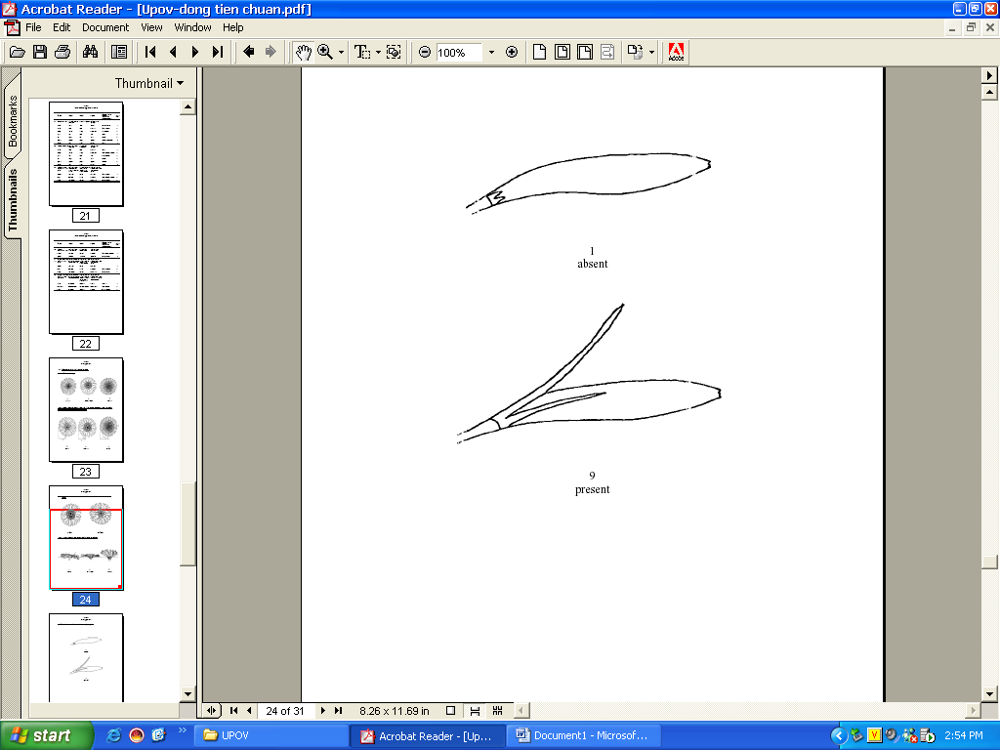 Acrobat Reader - [Upov-dong tien chuan.pdf]
File Edit Document View Window Help
100%
Adobe
Thumbnail
Bookmarks
Thumbnails
21
22
23
24
1
absent
9
present
24 of 31
8.26 x 11.69 in
start
UPOV
Acrobat Reader - [Up...
Document1 - Microsof...
V
2:54 PM